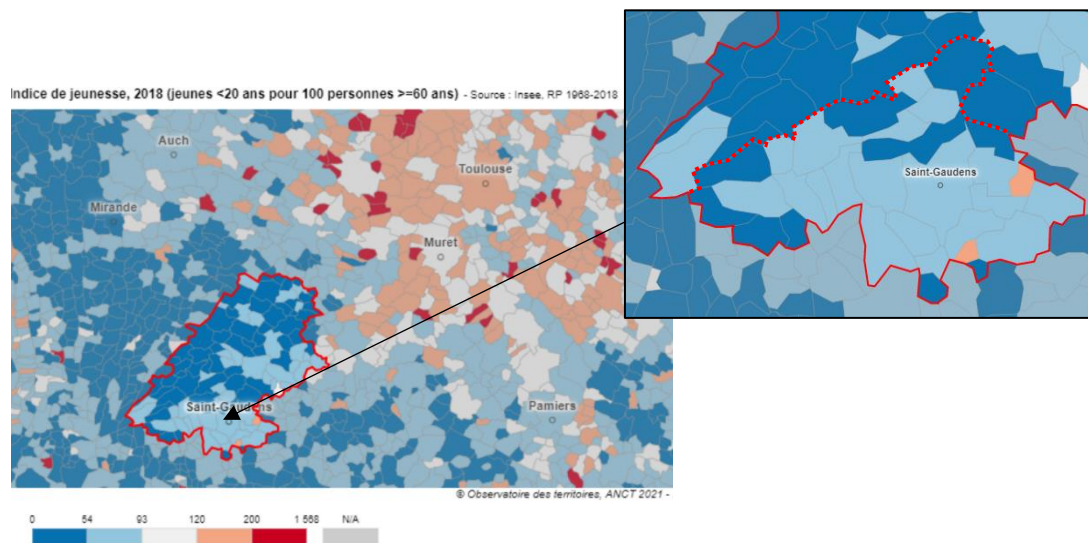 Indice de jeunesse, 2018 (jeunes <20 ans pour 100 personnes >=60 ans) - Source : Insee, RP 1968-2018
Auch
Toulouse
Mirande
Muret
Saint-Gaudens
Pamiers
Saint-Gaudens
© Observatoire des territoires, ANCT 2021 -
0 54 93 120 200 1 568 N/A